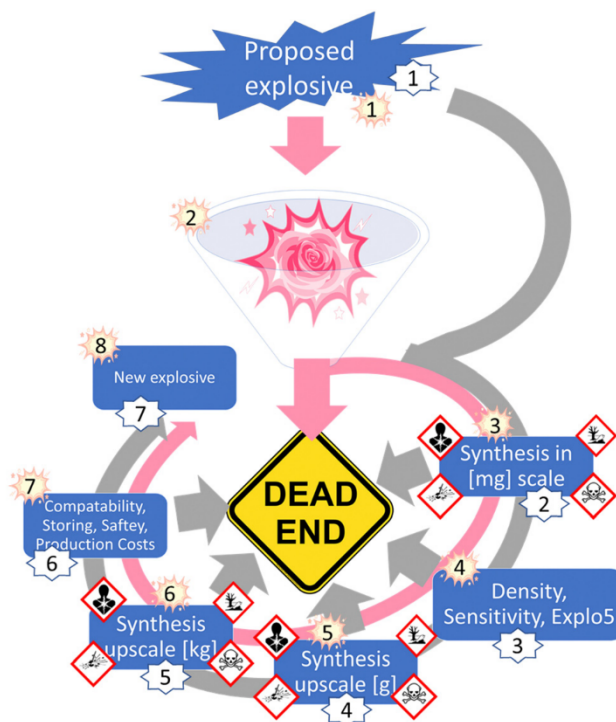 Proposed
explosive
1
1
2
8
New explosive
7
3
Synthesis in
[mg] scale
2
DEAD
END
7
Compatability,
Storing, Saftey,
Production Costs
6
4
Density,
Sensitivity, Explo5
3
6
Synthesis
upscale [kg]
5
5
Synthesis
upscale [g]
4